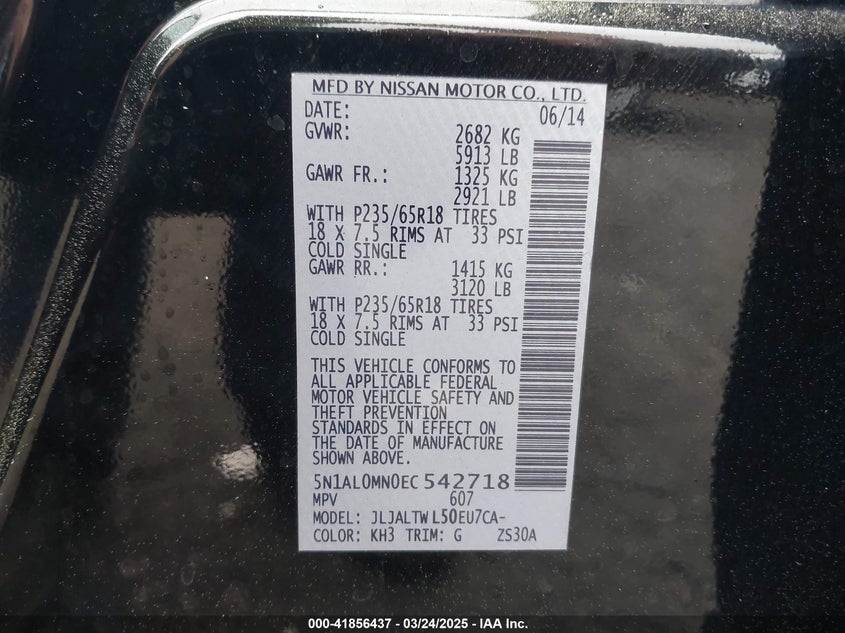 MFD BY NISSAN MOTOR CO., LTD.
DATE: 06/14
GVWR: 2682 KG
5913 LB
GAWR FR.: 1325 KG
2921 LB
WITH P235/65R18 TIRES
18 X 7.5 RIMS AT 33 PSI
COLD SINGLE
GAWR RR.: 1415 KG
3120 LB
WITH P235/65R18 TIRES
18 X 7.5 RIMS AT 33 PSI
COLD SINGLE
THIS VEHICLE CONFORMS TO
ALL APPLICABLE FEDERAL
MOTOR VEHICLE SAFETY AND
THEFT PREVENTION
STANDARDS IN EFFECT ON
THE DATE OF MANUFACTURE
SHOWN ABOVE.
5N1AL0MN0EC542718
MPV 607
MODEL: JLJALTWL50EU7CA-
COLOR: KH3 TRIM: G ZS30A
000-41856437 - 03/24/2025 - IAA Inc.